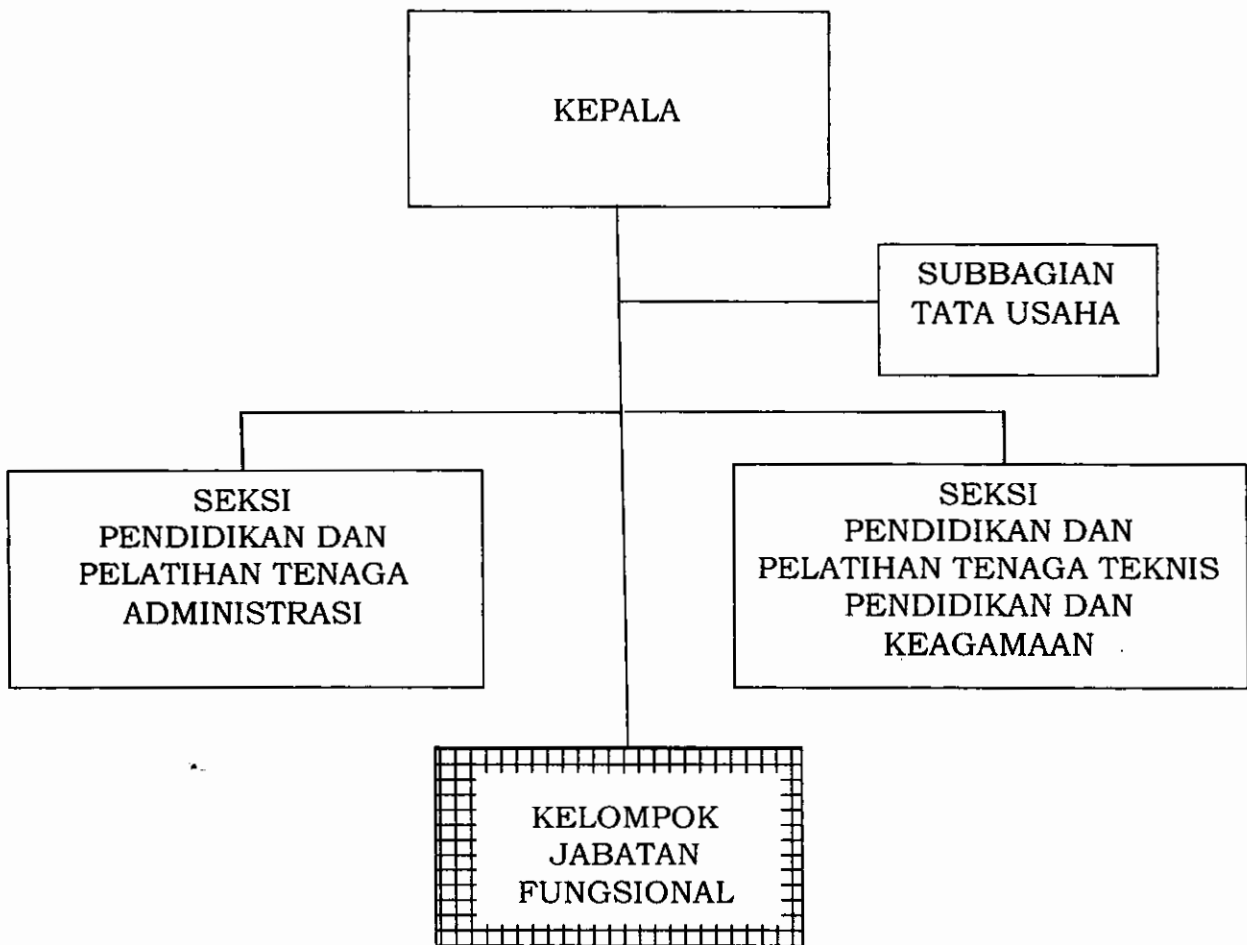 KEPALA
SUBBAGIAN
TATA USAHA
SEKSI
PENDIDIKAN DAN
PELATIHAN TENAGA
ADMINISTRASI
SEKSI
PENDIDIKAN DAN
PELATIHAN TENAGA TEKNIS
PENDIDIKAN DAN
KEAGAMAAN
KELOMPOK
JABATAN
FUNGSIONAL